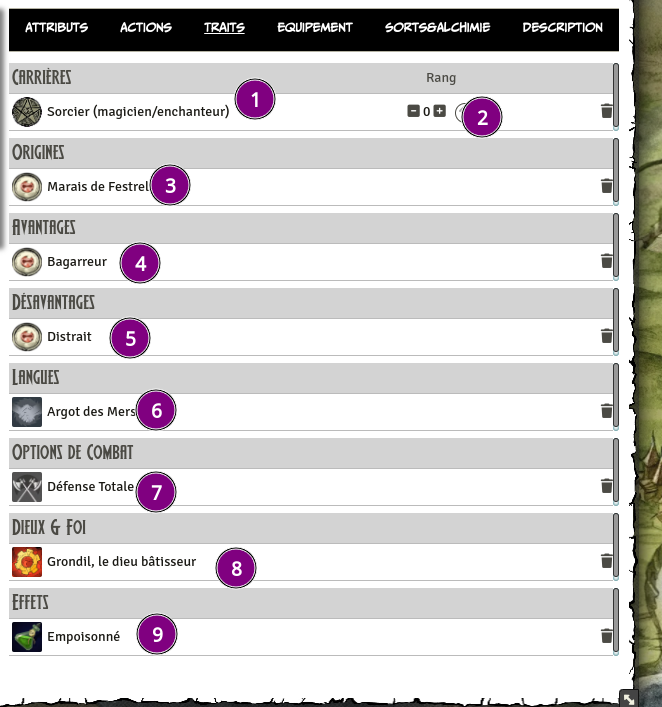 ATTRIBUTS ACTIONS TRAITS EQUIPEMENT SORTS&ALCHIMIE DESCRIPTION
CARRIÈRES Rang
Sorcier (magicien/enchanteur) 1 0 2
ORIGINES
Marais de Festrel 3
AVANTAGES
Bagarreur 4
DÉSAVANTAGES
Distrait 5
LANGUES
Argot des Mers 6
OPTIONS DE COMBAT
Défense Totale 7
DIEUX & FOI
Grondil, le dieu bâtisseur 8
EFFETS
Empoisonné 9